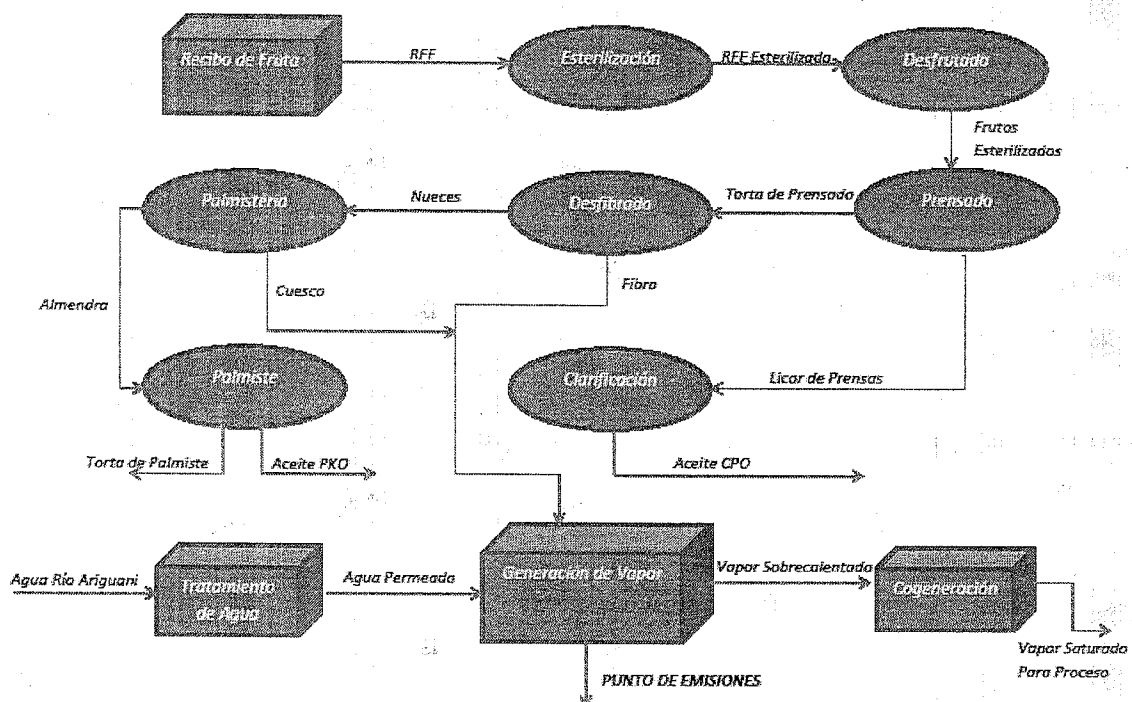 Recibo de Fruta
RFF
Esterilización
RFF Esterilizada
Desfrutado
Frutos
Esterilizados
Palmisteria
Nueces
Desfibrado
Torta de Prensado
Prensado
Almendra
Cuesco
Fibra
Palmiste
Clarificación
Licor de Prensas
Torta de Palmiste
Aceite PKO
Aceite CPO
Agua Río Ariguani
Tratamiento
de Agua
Agua Permeada
Generación de Vapor
Vapor Sobrecalentado
Cogeneración
Vapor Saturado
Para Proceso
PUNTO DE EMISIONES